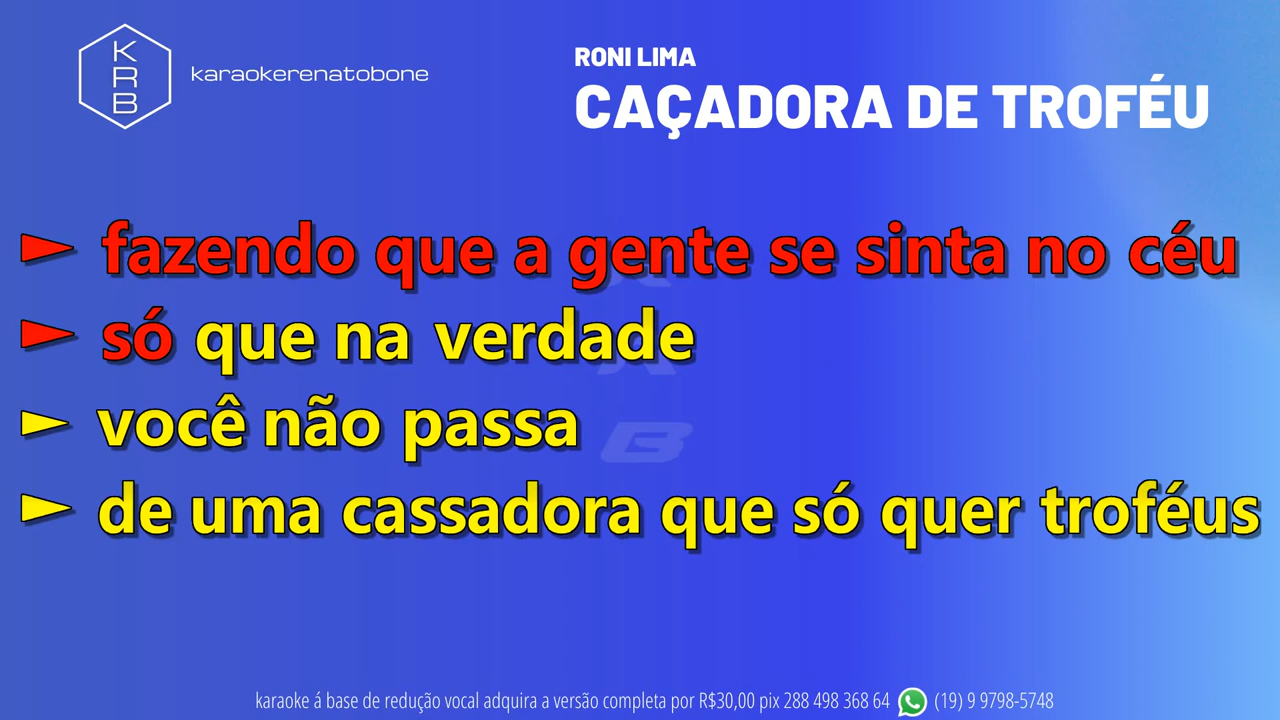 K
R
B
karaokerenatobone
RONI LIMA
CAÇADORA DE TROFÉU
fazendo que a gente se sinta no céu
só que na verdade
você não passa
de uma cassadora que só quer troféus
karaoke á base de redução vocal adquira a versão completa por R$30,00 pix 288 498 368 64 (19) 9 9798-5748